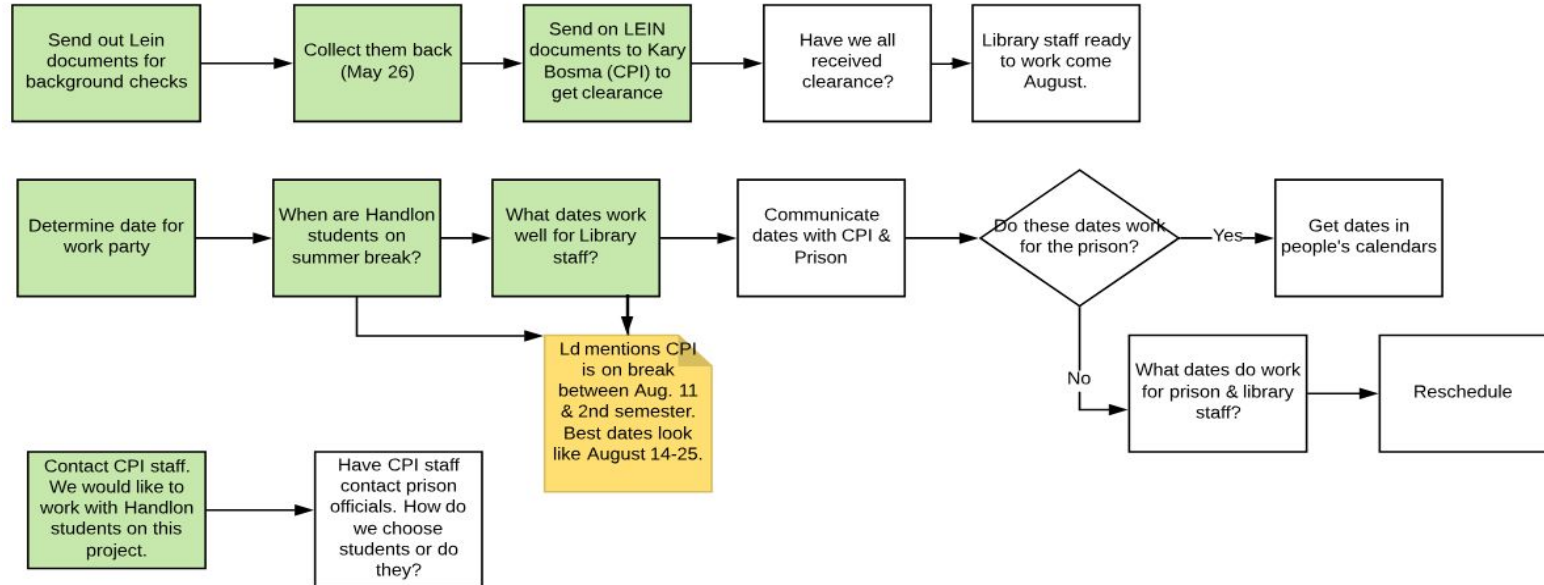 Send out Lein
documents for
background checks
Collect them back
(May 26)
Send on LEIN
documents to Kary
Bosma (CPI) to
get clearance
Have we all
received
clearance?
Library staff ready
to work come
August.
Determine date for
work party
When are Handlon
students on
summer break?
What dates work
well for Library
staff?
Communicate
dates with CPI &
Prison
Do these dates work
for the prison?
Yes
Get dates in
people's calendars
No
What dates do work
for prison & library
staff?
Reschedule
Ld mentions CPI
is on break
between Aug. 11
& 2nd semester.
Best dates look
like August 14-25.
Contact CPI staff.
We would like to
work with Handlon
students on this
project.
Have CPI staff
contact prison
officials. How do
we choose
students or do
they?